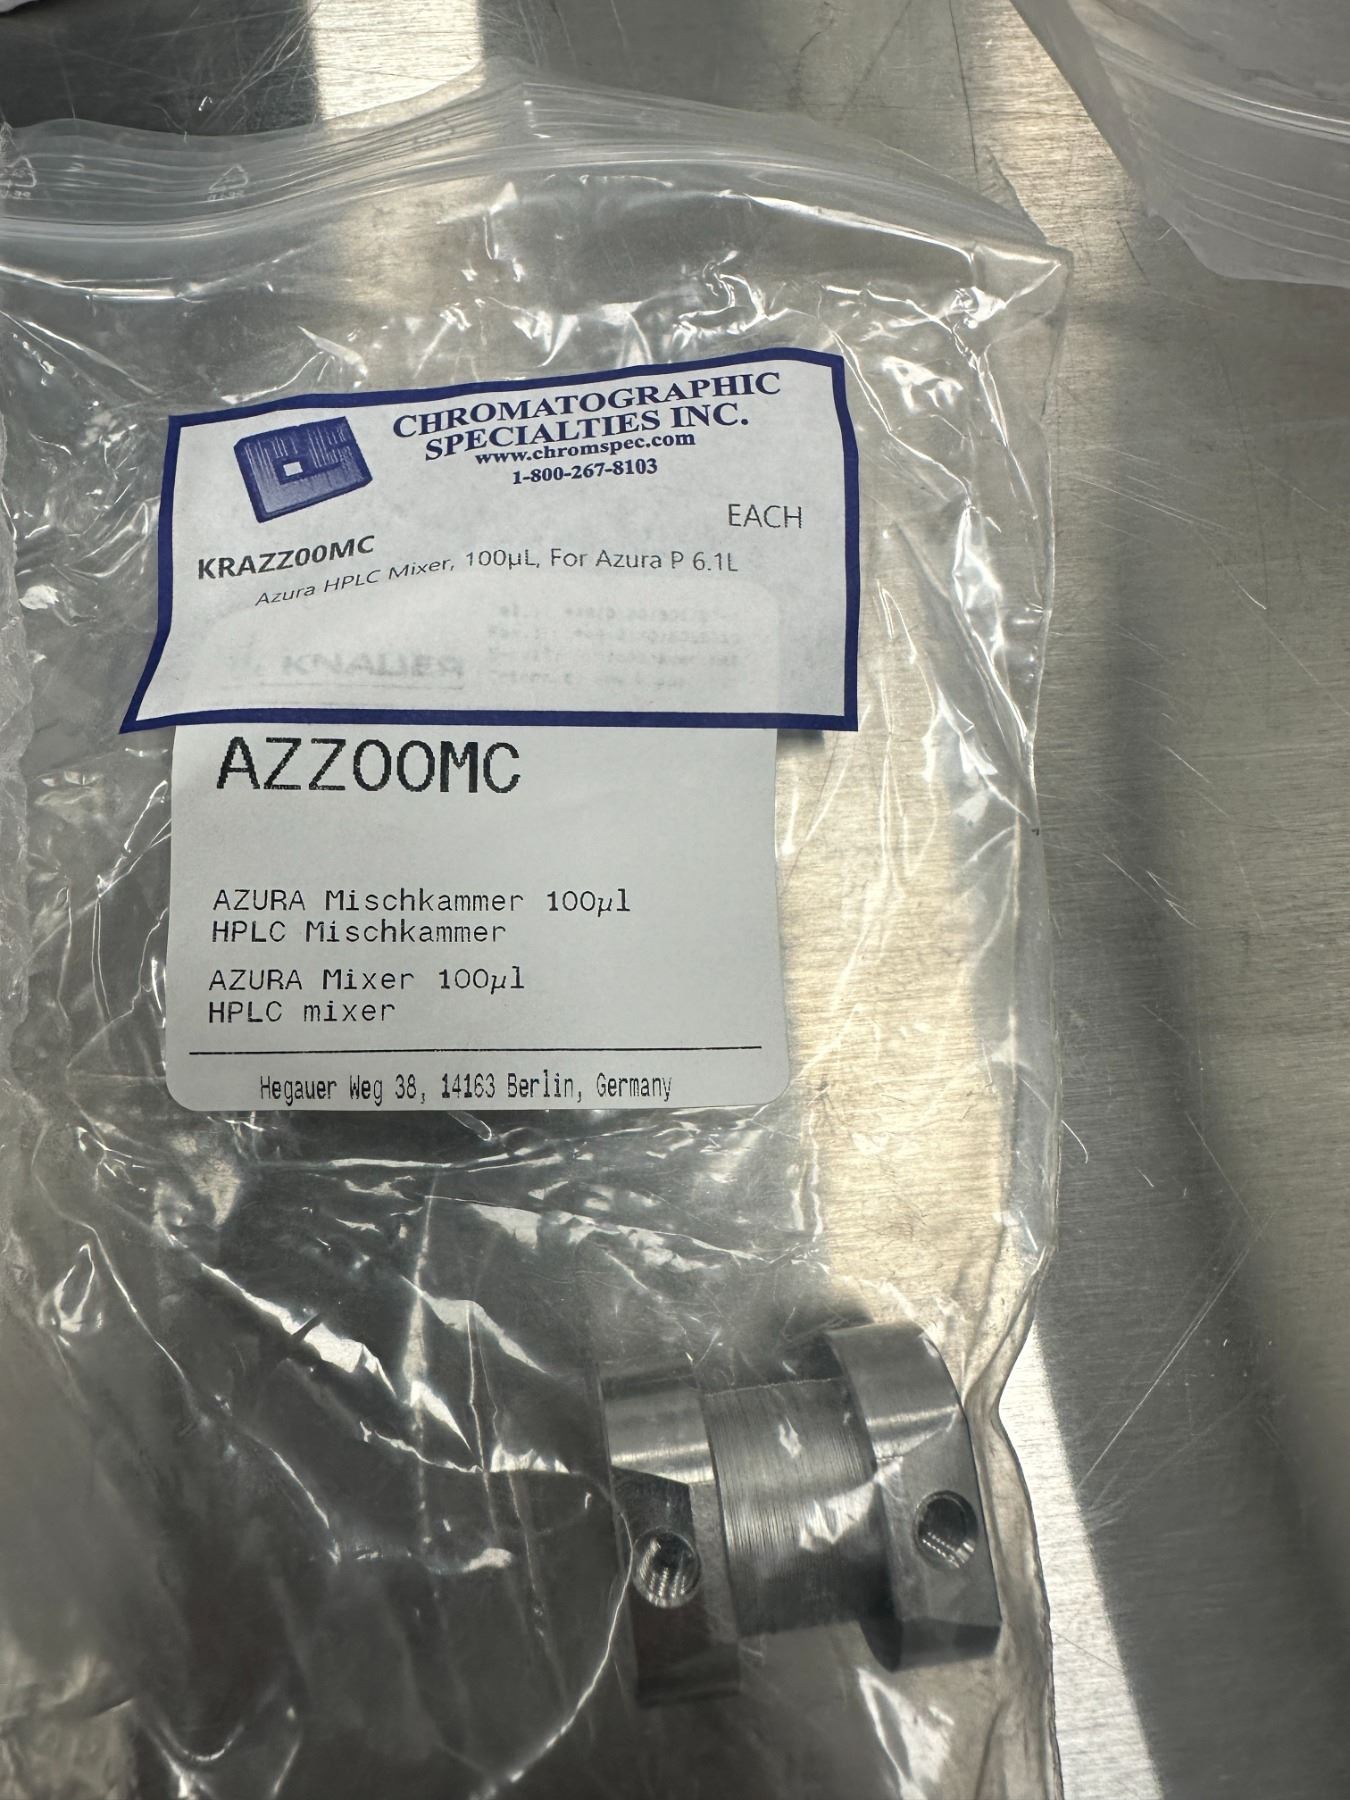 CHROMATOGRAPHIC
SPECIALTIES INC.
www.chromspec.com
1-800-267-8103
EACH
KRAZZ00MC
Azura HPLC Mixer, 100µL, For Azura P 6.1L
KNAUER
AZZ00MC
AZURA Mischkammer 100µl
HPLC Mischkammer
AZURA Mixer 100µl
HPLC mixer
Hegauer Weg 38, 14163 Berlin, Germany